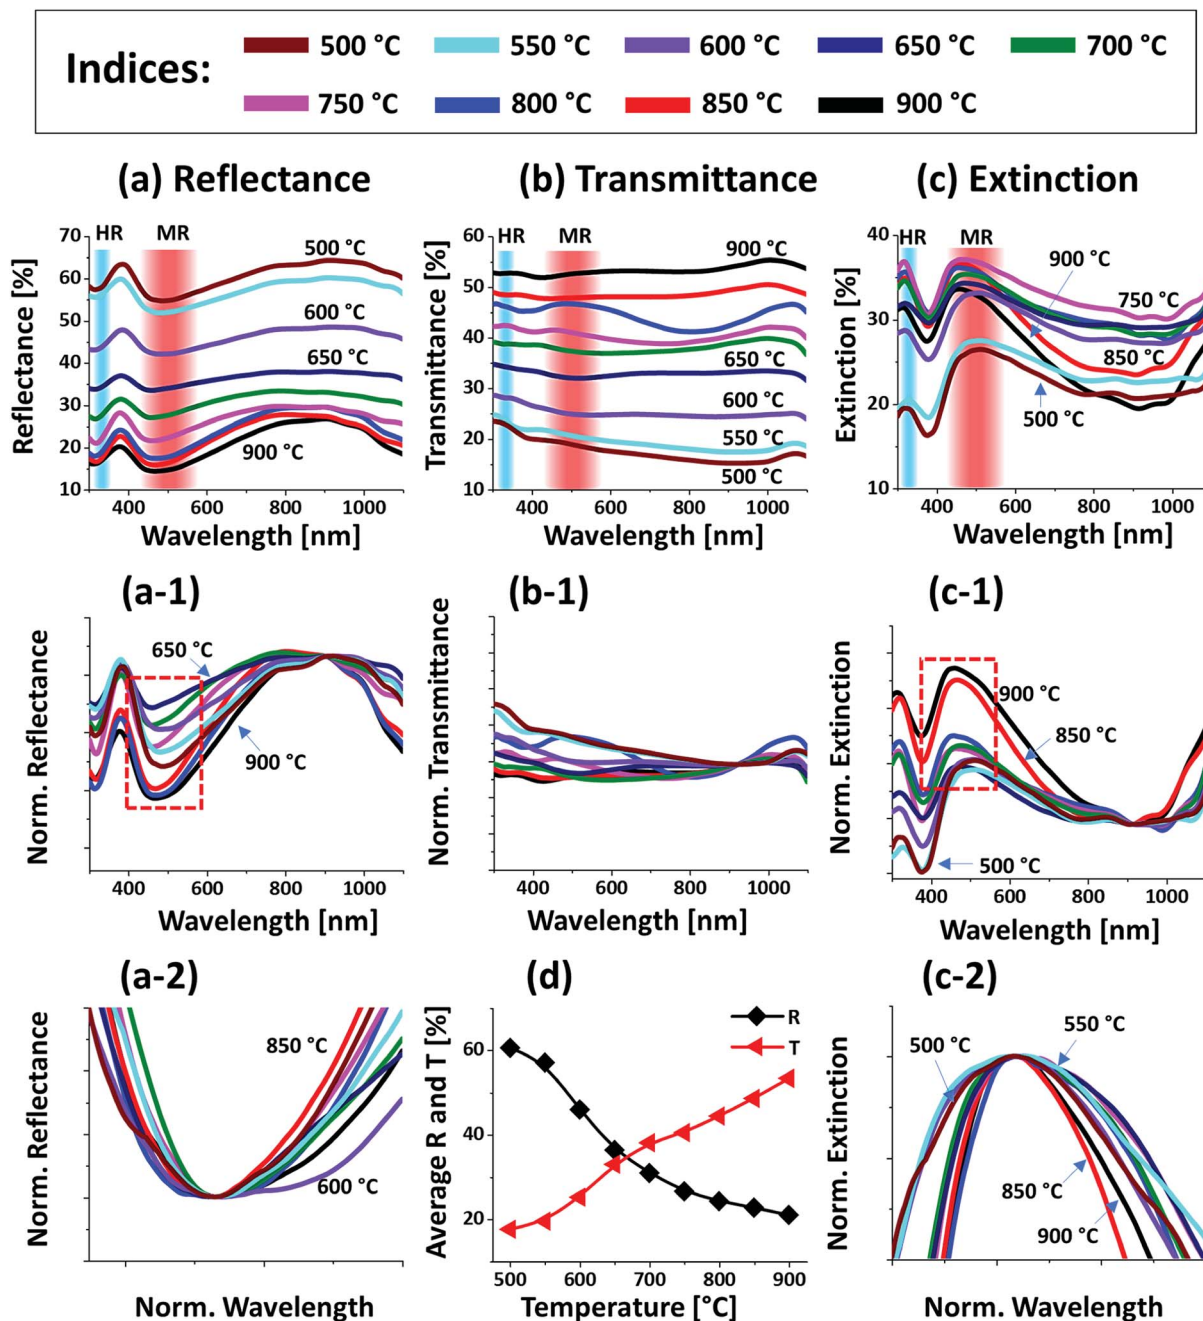 Indices:
500 °C 550 °C 600 °C 650 °C 700 °C
750 °C 800 °C 850 °C 900 °C
(a) Reflectance
Reflectance [%]
70
60
50
40
30
20
10
HR MR
500 °C
600 °C
650 °C
900 °C
400 600 800 1000
Wavelength [nm]
(b) Transmittance
Transmittance [%]
60
50
40
30
20
10
HR MR
900 °C
650 °C
600 °C
550 °C
500 °C
400 600 800 1000
Wavelength [nm]
(c) Extinction
Extinction [%]
40
30
20
10
HR MR
900 °C
750 °C
850 °C
500 °C
400 600 800 1000
Wavelength [nm]
(a-1)
Norm. Reflectance
650 °C
900 °C
400 600 800 1000
Wavelength [nm]
(b-1)
Norm. Transmittance
400 600 800 1000
Wavelength [nm]
(c-1)
Norm. Extinction
900 °C
850 °C
500 °C
400 600 800 1000
Wavelength [nm]
(a-2)
Norm. Reflectance
850 °C
600 °C
Norm. Wavelength
(d)
Average R and T [%]
60
40
20
R
T
500 600 700 800 900
Temperature [°C]
(c-2)
Norm. Extinction
500 °C
550 °C
850 °C
900 °C
Norm. Wavelength